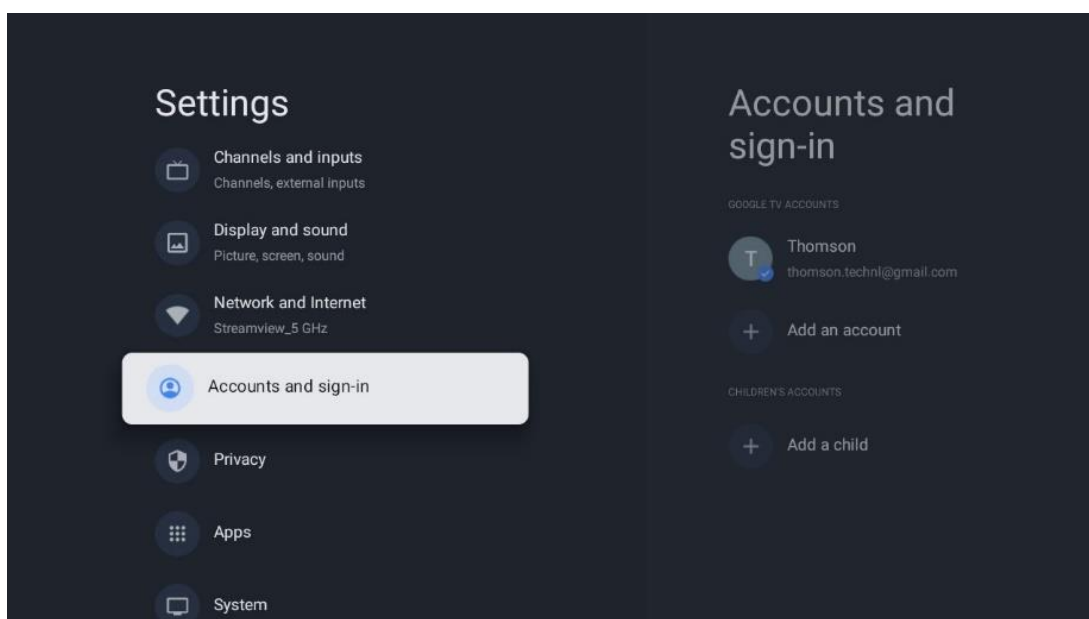 Settings
Channels and inputs
Channels, external inputs
Display and sound
Picture, screen, sound
Network and Internet
Streamview_5 GHz
Accounts and sign-in
Privacy
Apps
System
Accounts and
sign-in
GOOGLE TV ACCOUNTS
T
Thomson
thomson.technl@gmail.com
Add an account
CHILDREN'S ACCOUNTS
Add a child